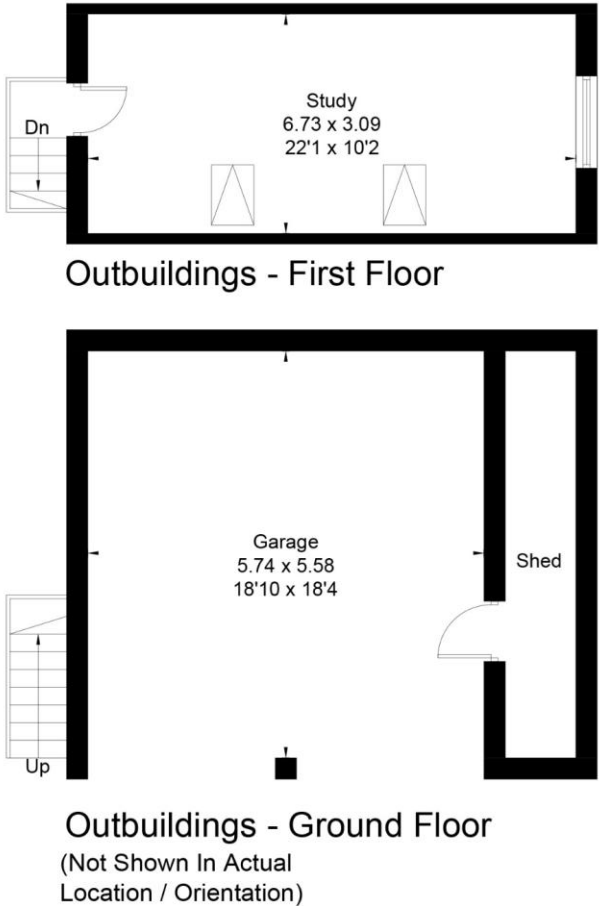 Study
6.73 x 3.09
22'1 x 10'2
Dn
Outbuildings - First Floor
Garage
5.74 x 5.58
18'10 x 18'4
Shed
Up
Outbuildings - Ground Floor
(Not Shown In Actual
Location / Orientation)